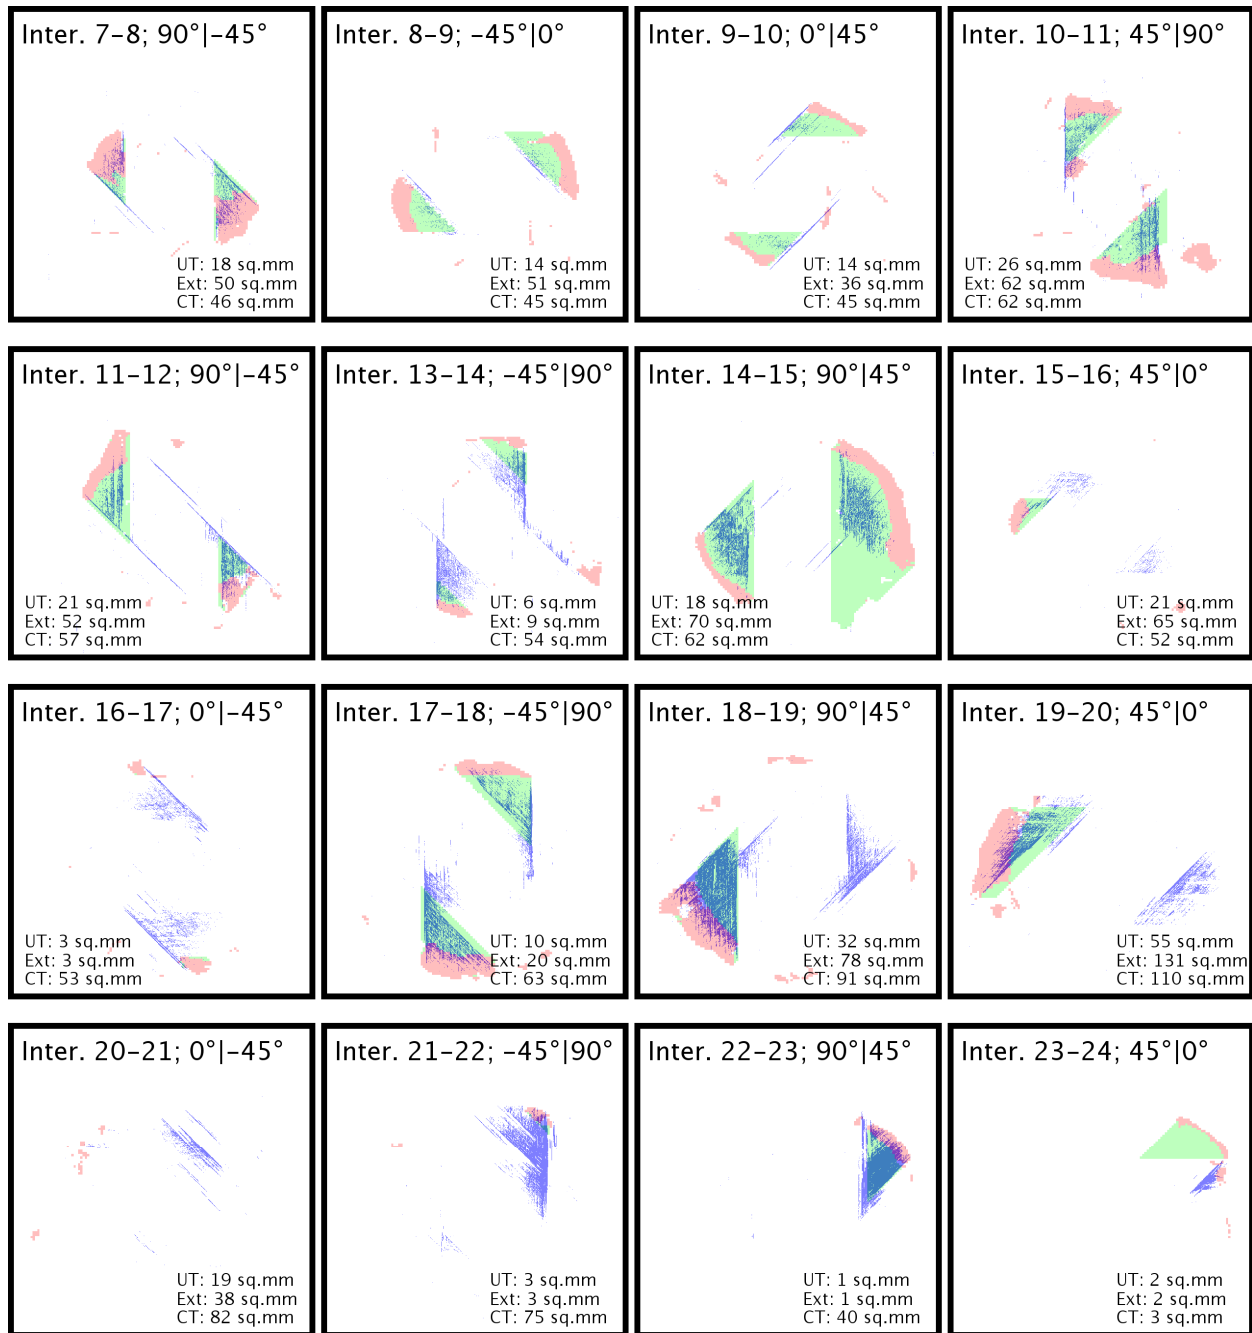 Inter. 7–8; 90°|–45°
UT: 18 sq.mm
Ext: 50 sq.mm
CT: 46 sq.mm
Inter. 8–9; –45°|0°
UT: 14 sq.mm
Ext: 51 sq.mm
CT: 45 sq.mm
Inter. 9–10; 0°|45°
UT: 14 sq.mm
Ext: 36 sq.mm
CT: 45 sq.mm
Inter. 10–11; 45°|90°
UT: 26 sq.mm
Ext: 62 sq.mm
CT: 62 sq.mm
Inter. 11–12; 90°|–45°
UT: 21 sq.mm
Ext: 52 sq.mm
CT: 57 sq.mm
Inter. 13–14; –45°|90°
UT: 6 sq.mm
Ext: 9 sq.mm
CT: 54 sq.mm
Inter. 14–15; 90°|45°
UT: 18 sq.mm
Ext: 70 sq.mm
CT: 62 sq.mm
Inter. 15–16; 45°|0°
UT: 21 sq.mm
Ext: 65 sq.mm
CT: 52 sq.mm
Inter. 16–17; 0°|–45°
UT: 3 sq.mm
Ext: 3 sq.mm
CT: 53 sq.mm
Inter. 17–18; –45°|90°
UT: 10 sq.mm
Ext: 20 sq.mm
CT: 63 sq.mm
Inter. 18–19; 90°|45°
UT: 32 sq.mm
Ext: 78 sq.mm
CT: 91 sq.mm
Inter. 19–20; 45°|0°
UT: 55 sq.mm
Ext: 131 sq.mm
CT: 110 sq.mm
Inter. 20–21; 0°|–45°
UT: 19 sq.mm
Ext: 38 sq.mm
CT: 82 sq.mm
Inter. 21–22; –45°|90°
UT: 3 sq.mm
Ext: 3 sq.mm
CT: 75 sq.mm
Inter. 22–23; 90°|45°
UT: 1 sq.mm
Ext: 1 sq.mm
CT: 40 sq.mm
Inter. 23–24; 45°|0°
UT: 2 sq.mm
Ext: 2 sq.mm
CT: 3 sq.mm